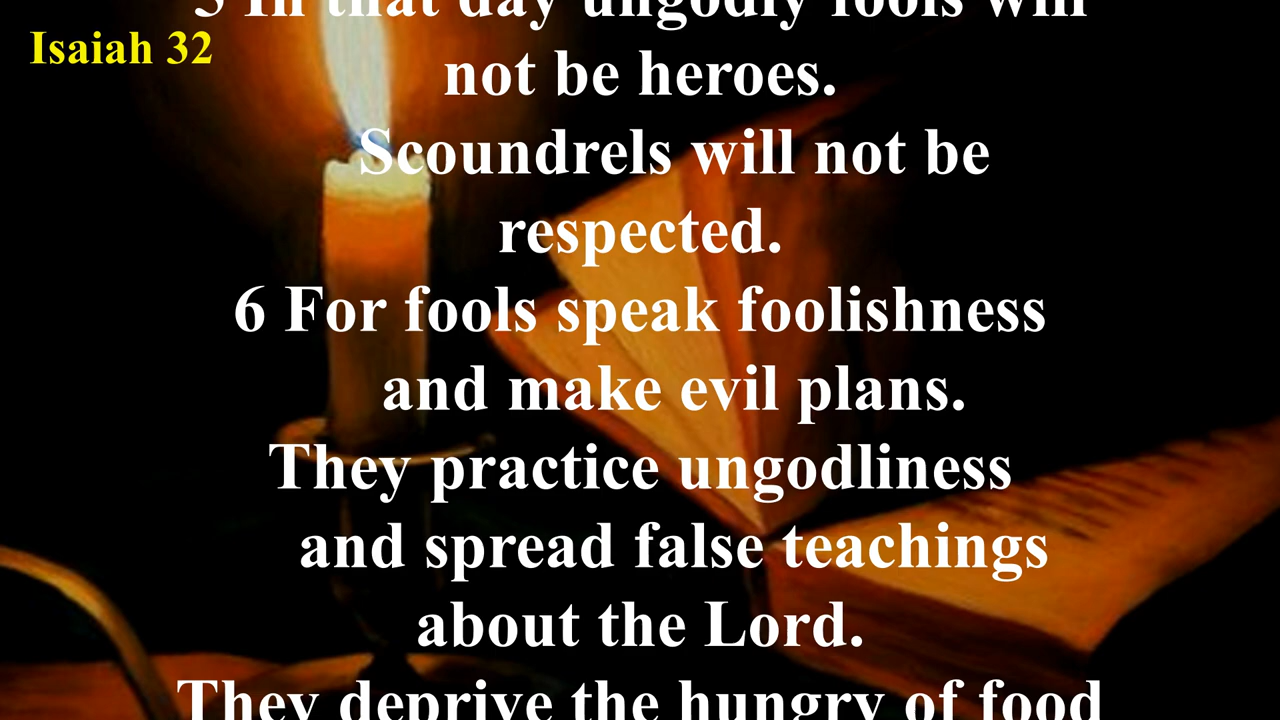 5 In that day ungodly fools will
Isaiah 32
not be heroes.
Scoundrels will not be
respected.
6 For fools speak foolishness
and make evil plans.
They practice ungodliness
and spread false teachings
about the Lord.
They deprive the hungry of food